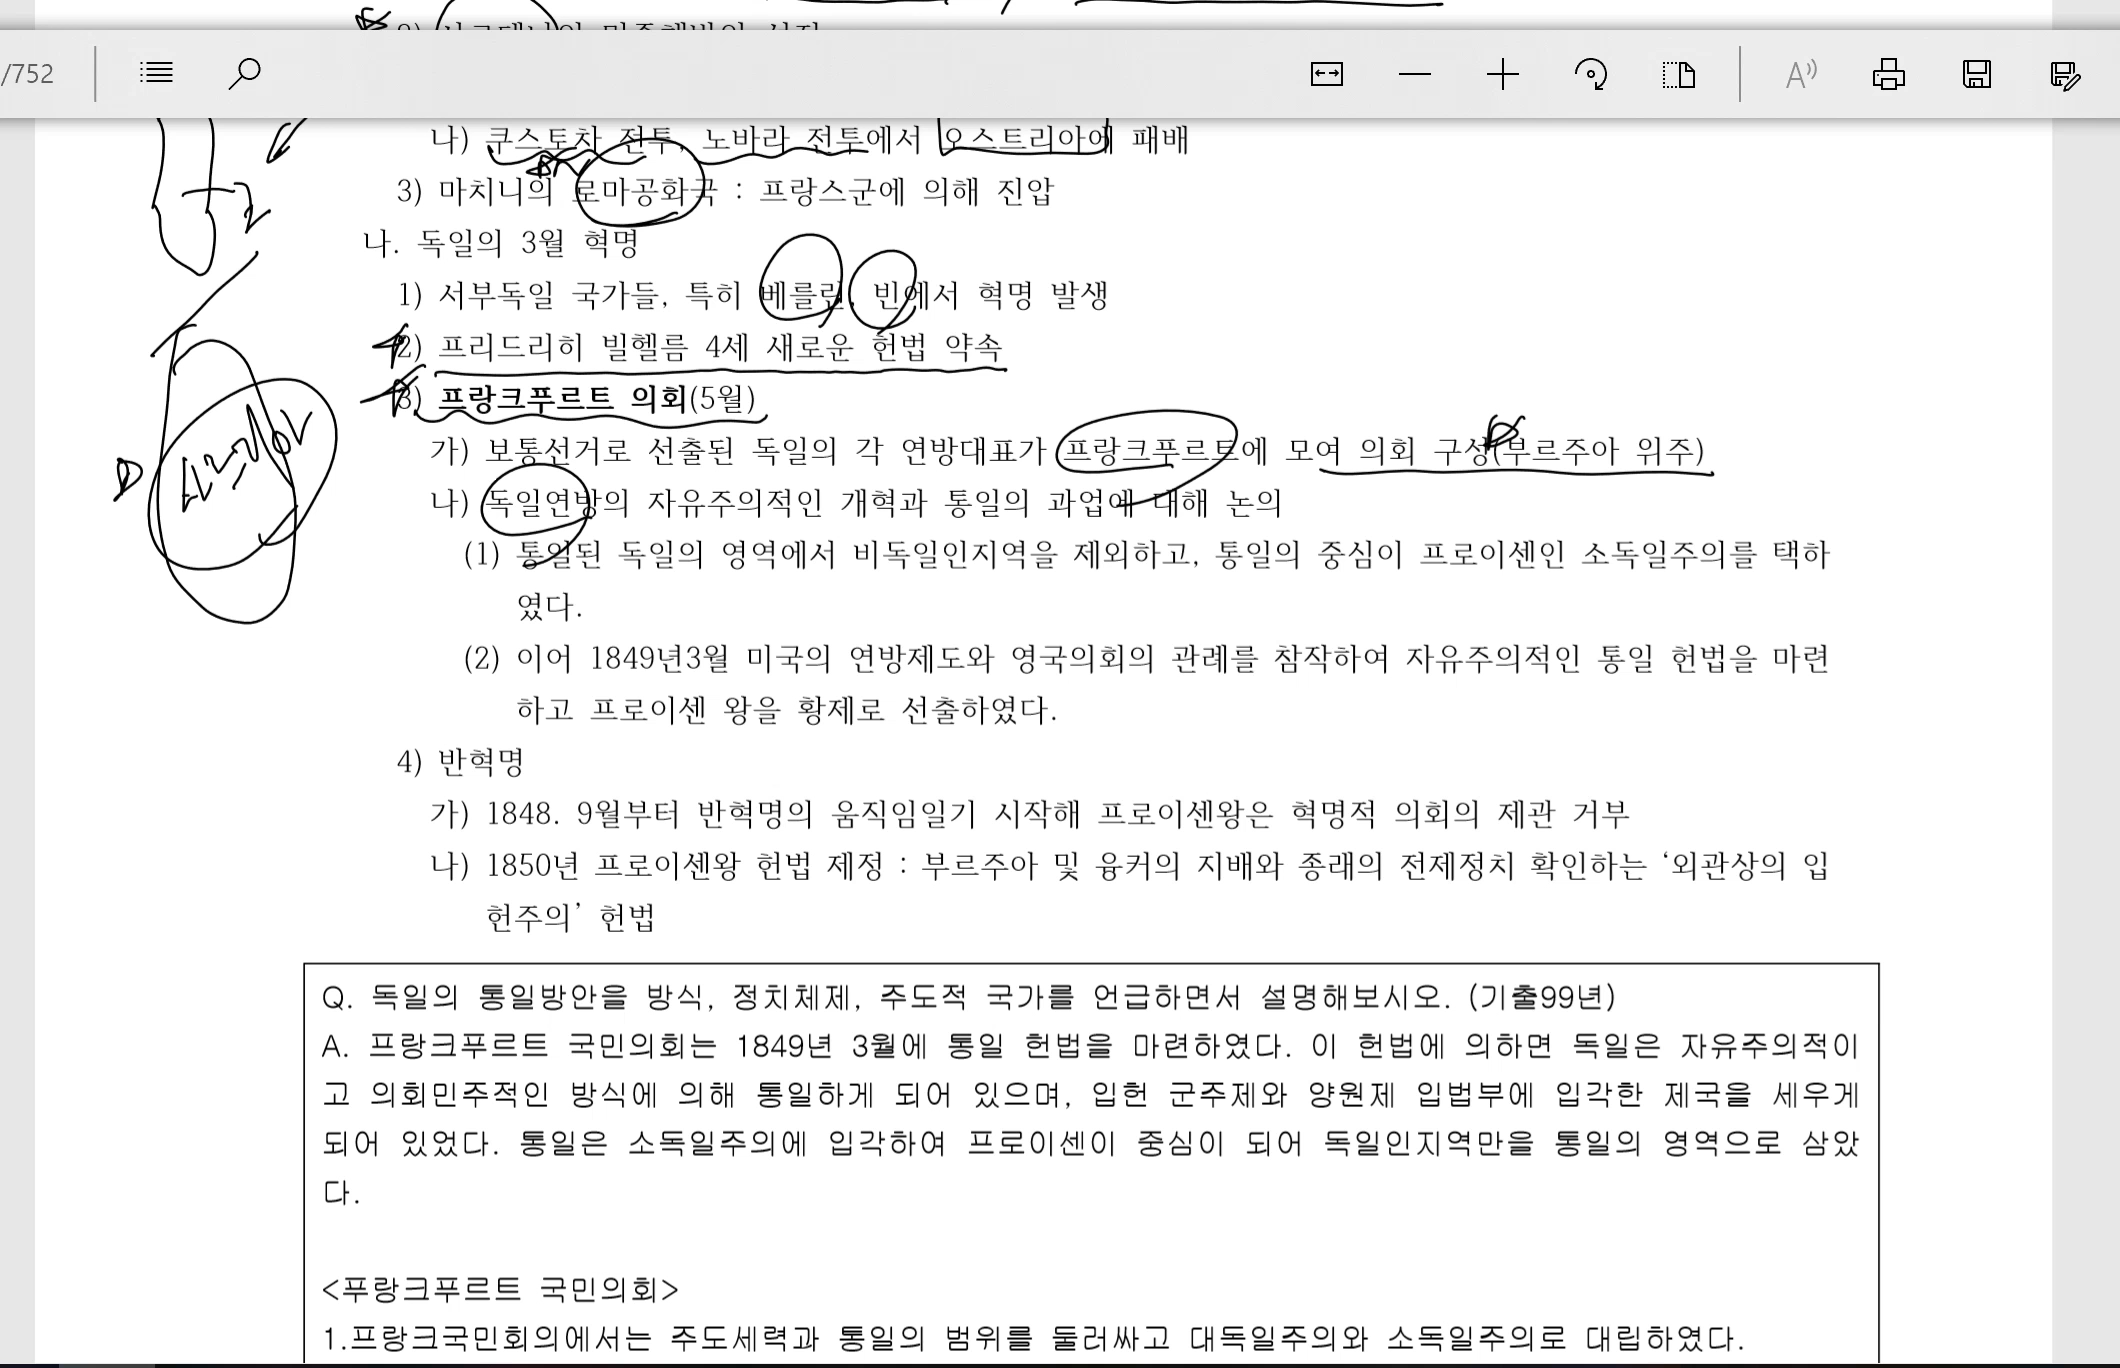 /752
나) 쿠스토차 전투, 노바라 전투에서 오스트리아에 패배
3) 마치니의 로마공화국 : 프랑스군에 의해 진압
나. 독일의 3월 혁명
1) 서부독일 국가들, 특히 베를린, 빈에서 혁명 발생
2) 프리드리히 빌헬름 4세 새로운 헌법 약속
3) 프랑크푸르트 의회(5월)
가) 보통선거로 선출된 독일의 각 연방대표가 프랑크푸르트에 모여 의회 구성(부르주아 위주)
나) 독일연방의 자유주의적인 개혁과 통일의 과업에 대해 논의
(1) 통일된 독일의 영역에서 비독일인지역을 제외하고, 통일의 중심이 프로이센인 소독일주의를 택하
였다.
(2) 이어 1849년3월 미국의 연방제도와 영국의회의 관례를 참작하여 자유주의적인 통일 헌법을 마련
하고 프로이센 왕을 황제로 선출하였다.
4) 반혁명
가) 1848. 9월부터 반혁명의 움직임일기 시작해 프로이센왕은 혁명적 의회의 제관 거부
나) 1850년 프로이센왕 헌법 제정 : 부르주아 및 융커의 지배와 종래의 전제정치 확인하는 ‘외관상의 입
헌주의’ 헌법
Q. 독일의 통일방안을 방식, 정치체제, 주도적 국가를 언급하면서 설명해보시오. (기출99년)
A. 프랑크푸르트 국민의회는 1849년 3월에 통일 헌법을 마련하였다. 이 헌법에 의하면 독일은 자유주의적이
고 의회민주적인 방식에 의해 통일하게 되어 있으며, 입헌 군주제와 양원제 입법부에 입각한 제국을 세우게
되어 있었다. 통일은 소독일주의에 입각하여 프로이센이 중심이 되어 독일인지역만을 통일의 영역으로 삼았
다.
<푸랑크푸르트 국민의회>
1.프랑크국민회의에서는 주도세력과 통일의 범위를 둘러싸고 대독일주의와 소독일주의로 대립하였다.